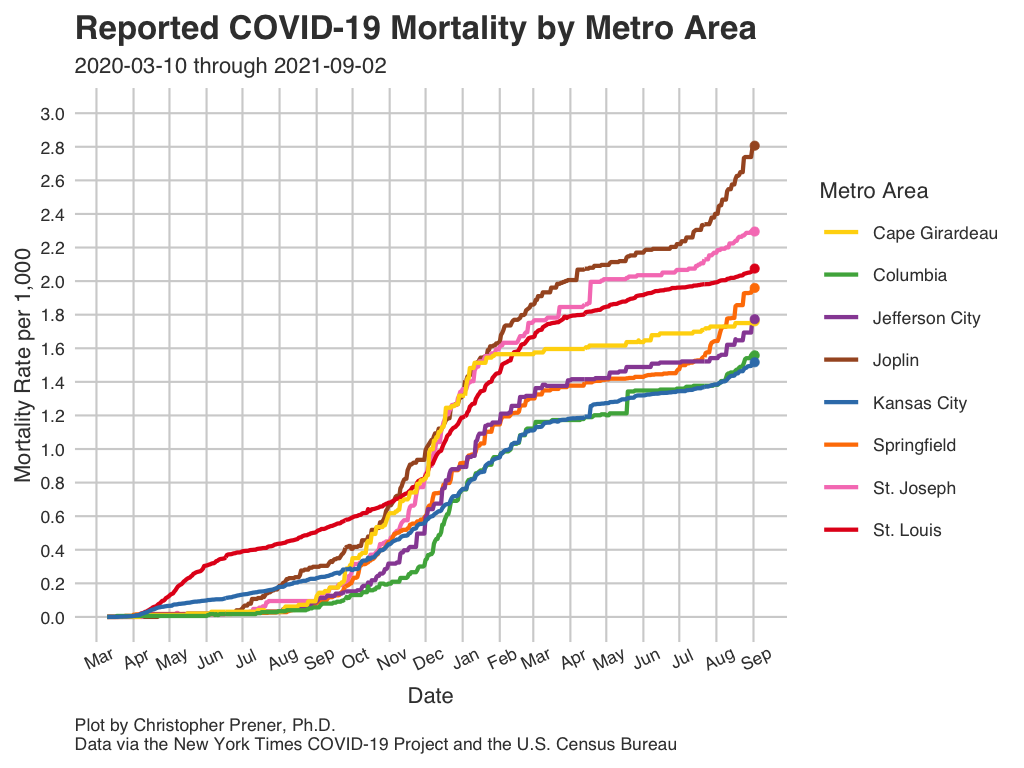 Reported COVID-19 Mortality by Metro Area
2020-03-10 through 2021-09-02
Mortality Rate per 1,000
3.0
2.8
2.6
2.4
2.2
2.0
1.8
1.6
1.4
1.2
1.0
0.8
0.6
0.4
0.2
0.0
Mar Apr May Jun Jul Aug Sep Oct Nov Dec Jan Feb Mar Apr May Jun Jul Aug Sep
Date
Metro Area
Cape Girardeau
Columbia
Jefferson City
Joplin
Kansas City
Springfield
St. Joseph
St. Louis
Plot by Christopher Prener, Ph.D.
Data via the New York Times COVID-19 Project and the U.S. Census Bureau